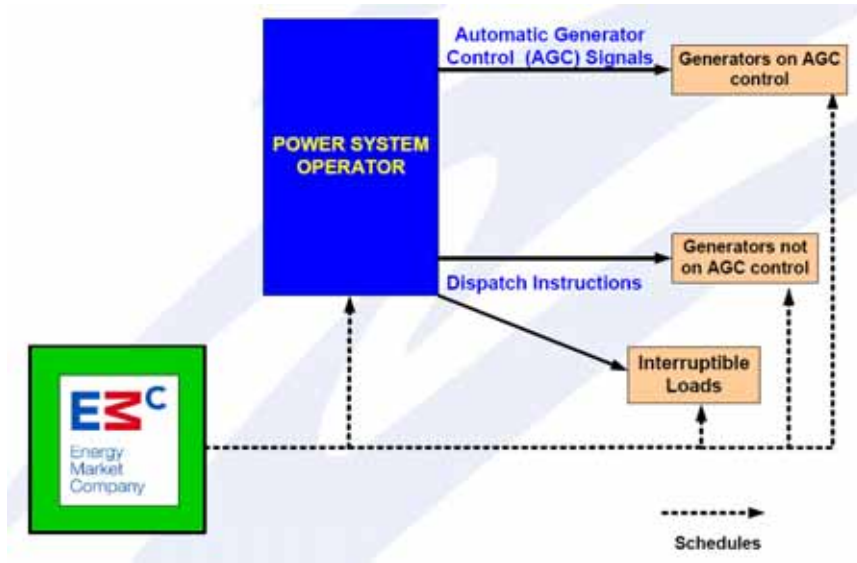 Automatic Generator
Control (AGC) Signals
Generators on AGC
control
POWER SYSTEM
OPERATOR
Generators not
on AGC control
Dispatch Instructions
Interruptible
Loads
EMC
Energy
Market
Company
Schedules